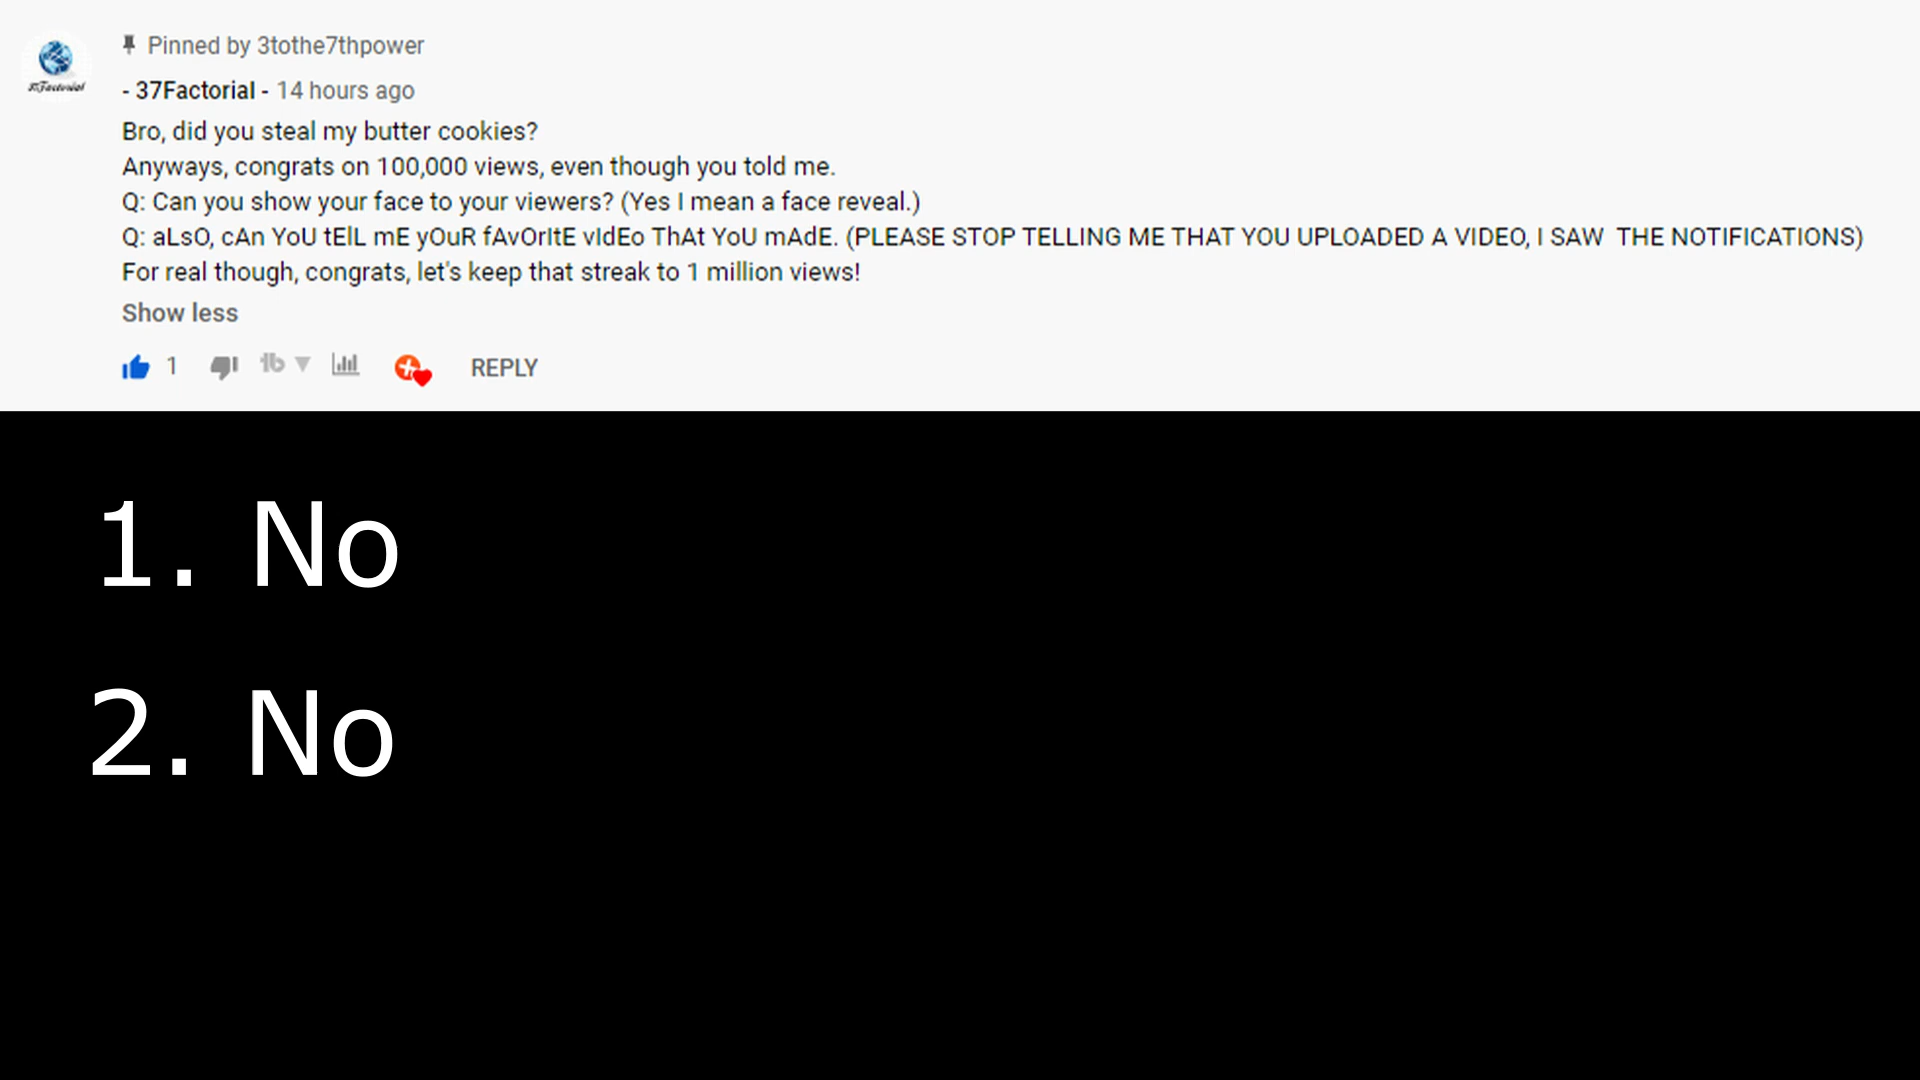 Pinned by 3tothe7thpower
37Factorial
- 37Factorial - 14 hours ago
Bro, did you steal my butter cookies?
Anyways, congrats on 100,000 views, even though you told me.
Q: Can you show your face to your viewers? (Yes I mean a face reveal.)
Q: aLsO, cAn YoU tElL mE yOuR fAvOrItE vIdEo ThAt YoU mAdE. (PLEASE STOP TELLING ME THAT YOU UPLOADED A VIDEO, I SAW  THE NOTIFICATIONS)
For real though, congrats, let's keep that streak to 1 million views!
Show less
1 REPLY
1. No
2. No